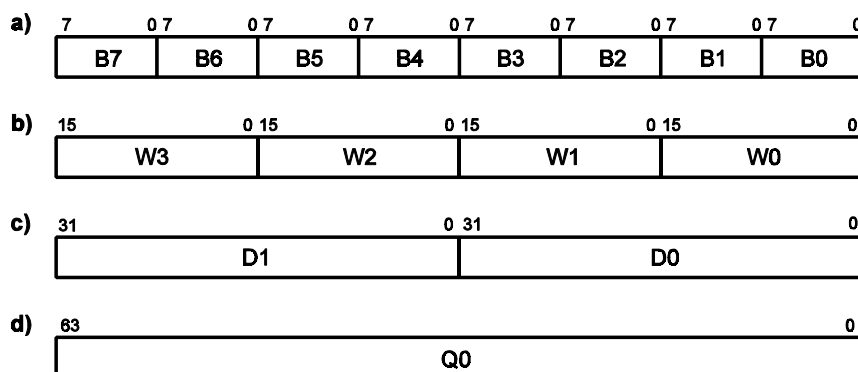 a) 7 0 7 0 7 0 7 0 7 0 7 0 7 0 7 0
B7 B6 B5 B4 B3 B2 B1 B0
b) 15 0 15 0 15 0 15 0
W3 W2 W1 W0
c) 31 0 31 0
D1 D0
d) 63 0
Q0